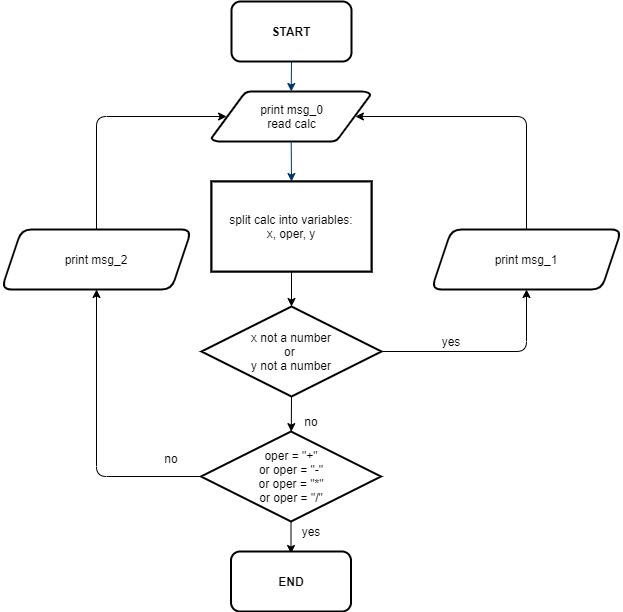 START
print msg_0
read calc
split calc into variables:
x, oper, y
print msg_2
print msg_1
x not a number
or
y not a number
yes
no
oper = "+"
or oper = "-"
or oper = "*"
or oper = "/"
no
yes
END